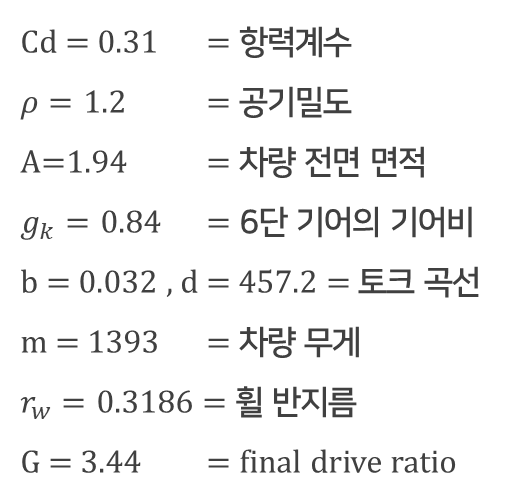 Cd = 0.31 = 항력계수
ρ = 1.2 = 공기밀도
A=1.94 = 차량 전면 면적
gₖ = 0.84 = 6단 기어의 기어비
b = 0.032 , d = 457.2 = 토크 곡선
m = 1393 = 차량 무게
r_w = 0.3186 = 휠 반지름
G = 3.44 = final drive ratio